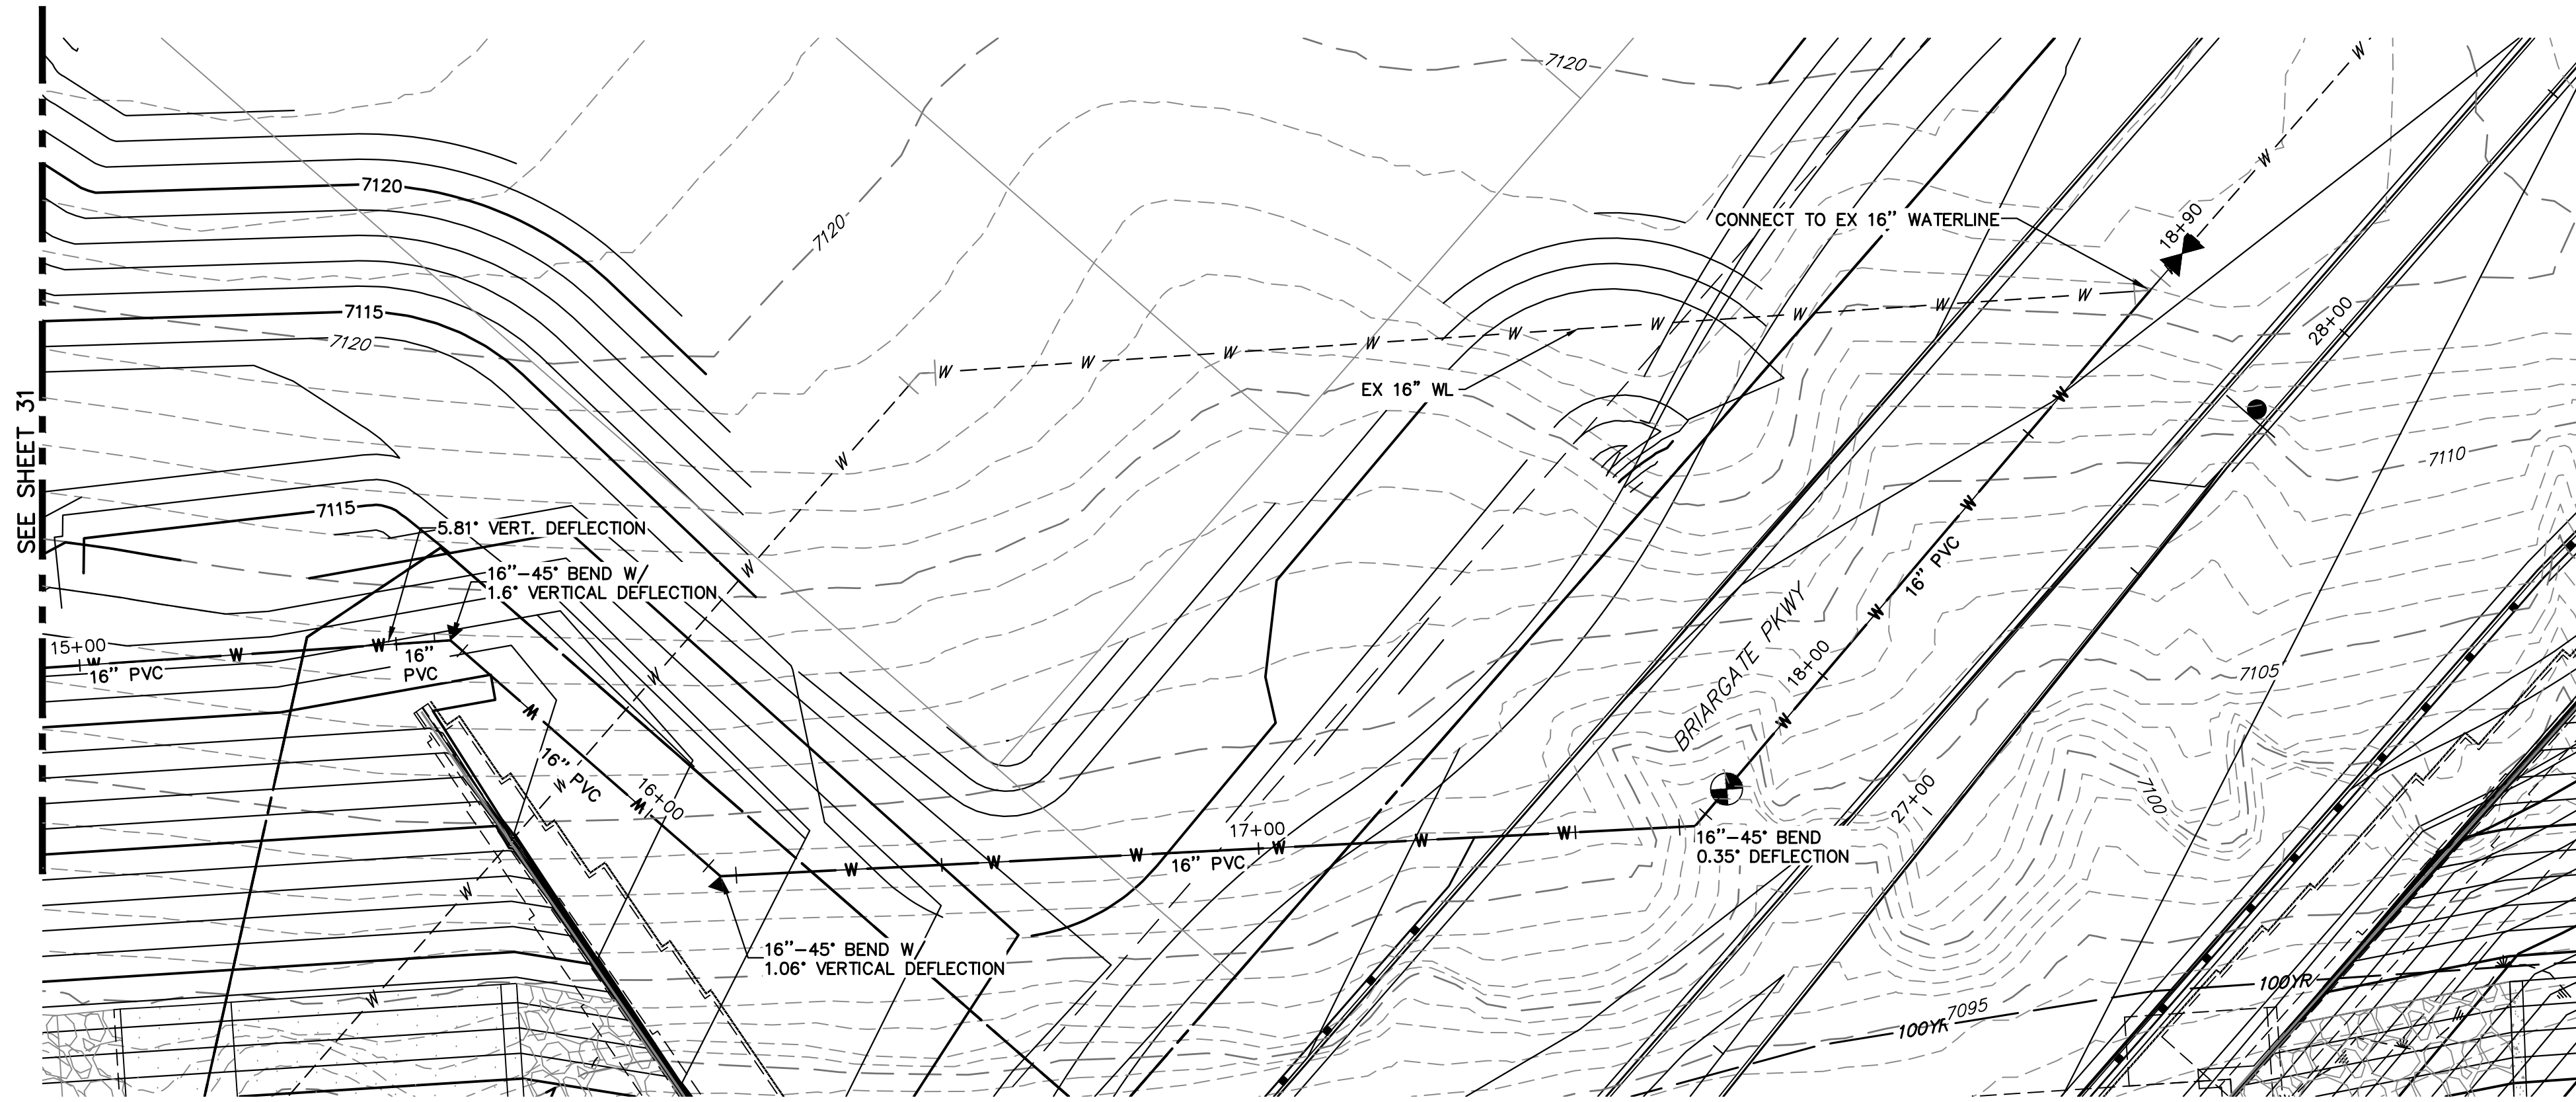 7120
W
W
CONNECT TO EX 16" WATERLINE
18+90
7120
7120
W
W
W
W
W
W
W
W
W
7115
7120
28+00
EX 16" WL
W
SEE SHEET 31
W
7110
7115
5.81° VERT. DEFLECTION
W
16"-45° BEND W/
1.6° VERTICAL DEFLECTION
W
16" PVC
W
BRIARGATE PKWY
15+00
W
16" PVC
W
W
16"
PVC
W
18+00
7105
W
W
16" PVC
W
W
16+00
7100
27+00
17+00
W
W
W
16" PVC
W
W
W
16"-45° BEND
0.35° DEFLECTION
W
16"-45° BEND W/
1.06° VERTICAL DEFLECTION
W
100YR
7095
100YR